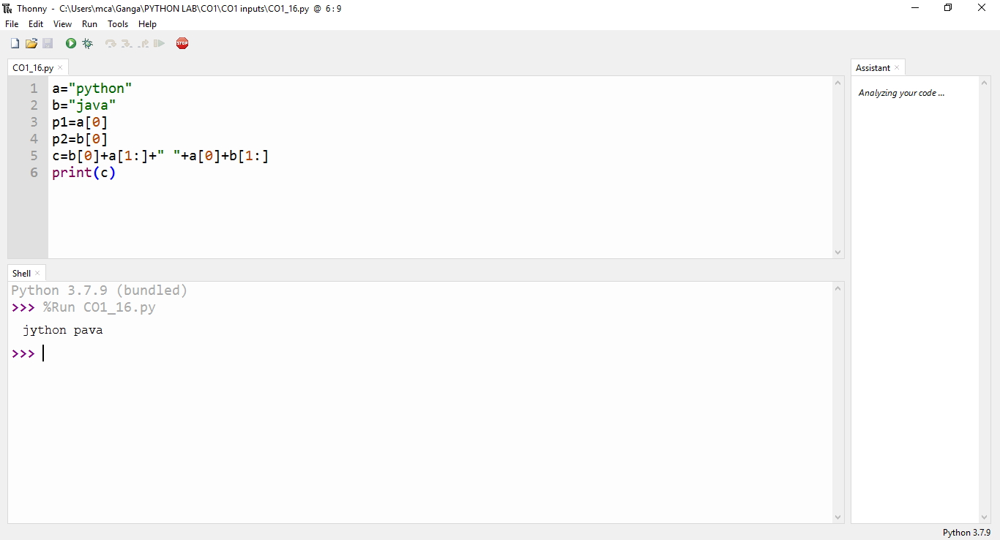 Thonny - C:\Users\mca\Ganga\PYTHON LAB\CO1\CO1 inputs\CO1_16.py @ 6:9
File Edit View Run Tools Help
STOP
CO1_16.py ×
Assistant ×
1 a="python"
2 b="java"
3 p1=a[0]
4 p2=b[0]
5 c=b[0]+a[1:]+" "+a[0]+b[1:]
6 print(c)
Analyzing your code ...
Shell ×
Python 3.7.9 (bundled)
>>> %Run CO1_16.py
jython pava
>>>
Python 3.7.9